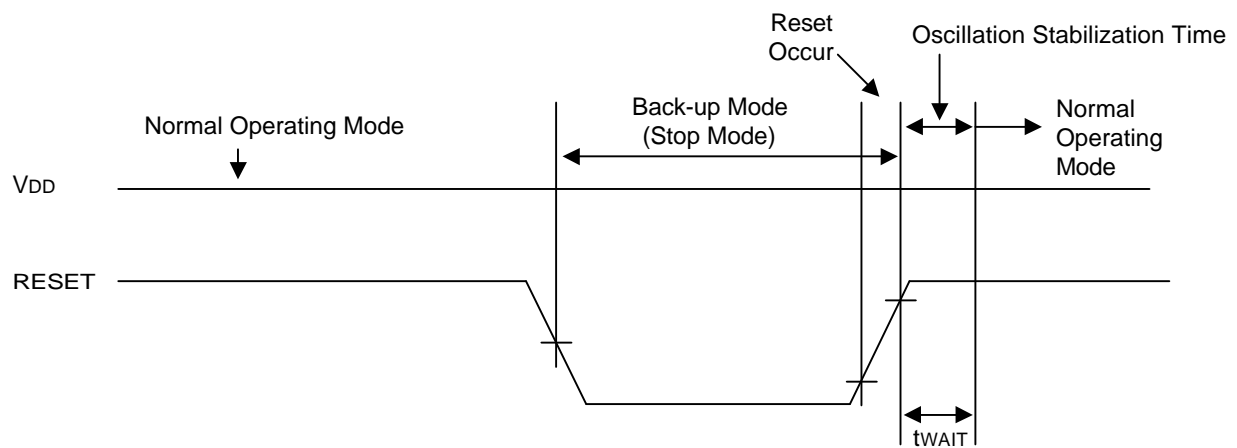 Reset
Occur
Oscillation Stabilization Time
Back-up Mode
(Stop Mode)
Normal Operating Mode
Normal
Operating
Mode
VDD
RESET
tWAIT